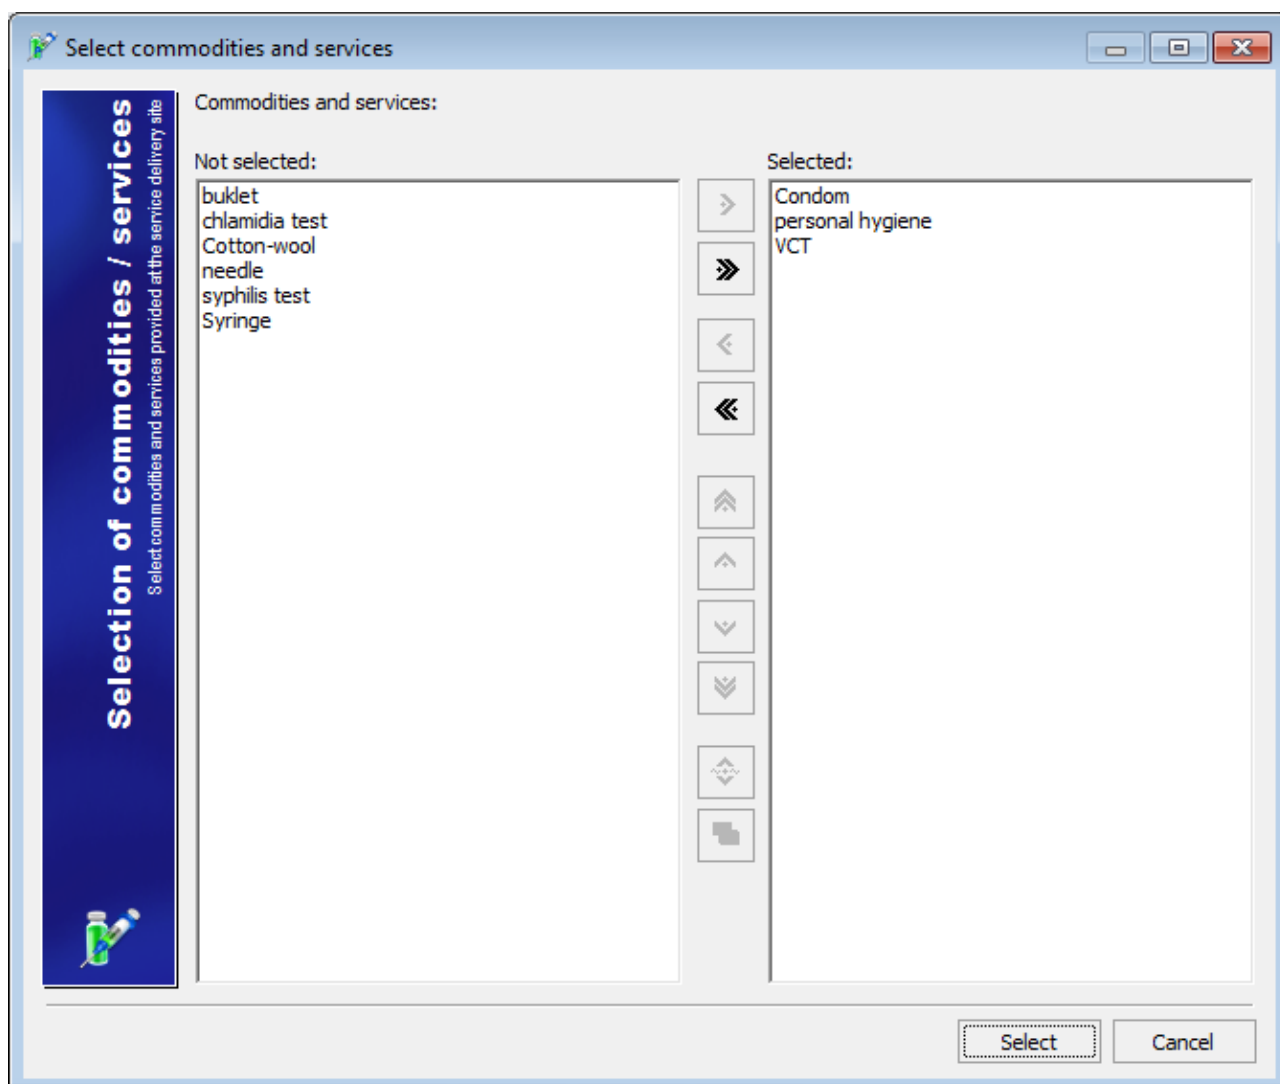 Select commodities and services
Selection of commodities / services
Select commodities and services provided at the service delivery site
Commodities and services:
Not selected:
buklet
chlamidia test
Cotton-wool
needle
syphilis test
Syringe
Selected:
Condom
personal hygiene
VCT
Select
Cancel